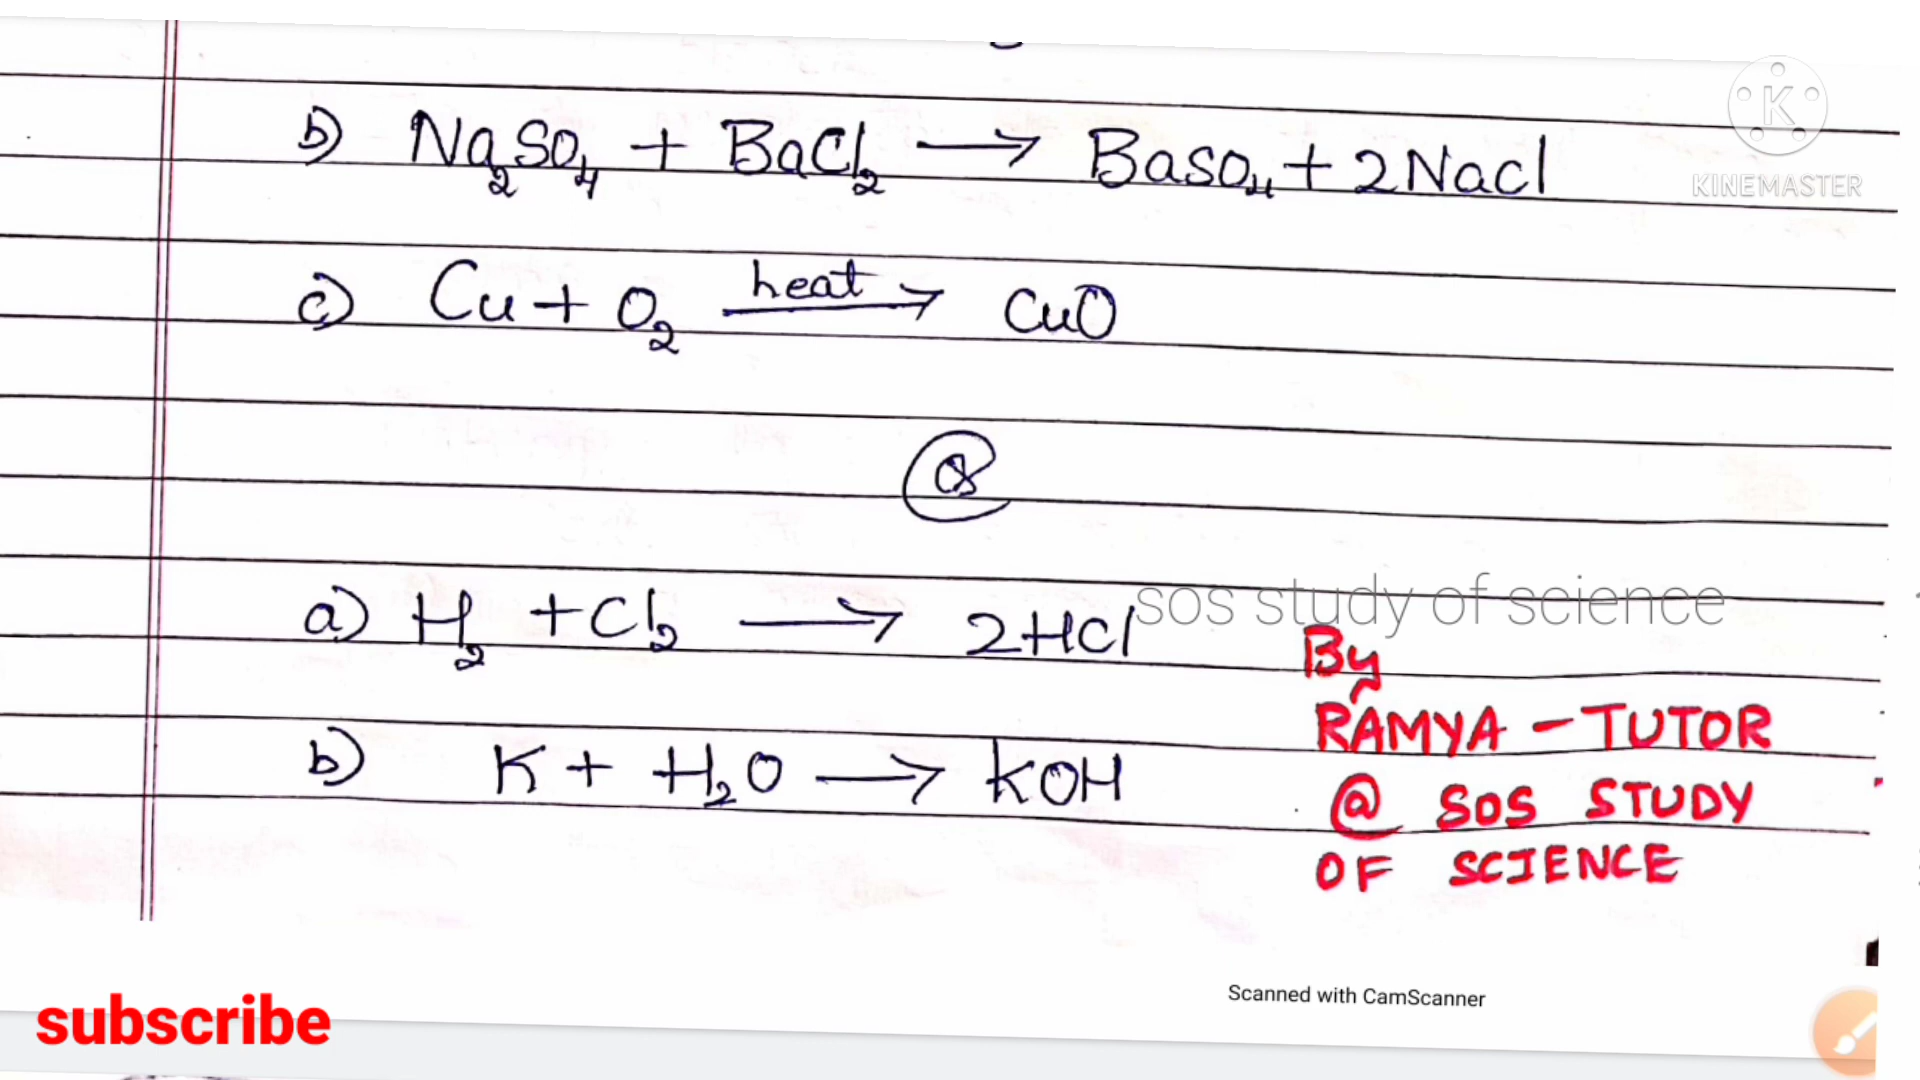 b) Na2SO4 + BaCl2 → BaSO4 + 2NaCl
K
KINEMASTER
c) Cu + O2 heat → CuO
a) H2 + Cl2 → 2HCl
sos study of science
By
RAMYA - TUTOR
b) K + H2O → KOH
@ SOS STUDY
OF SCIENCE
Scanned with CamScanner
subscribe